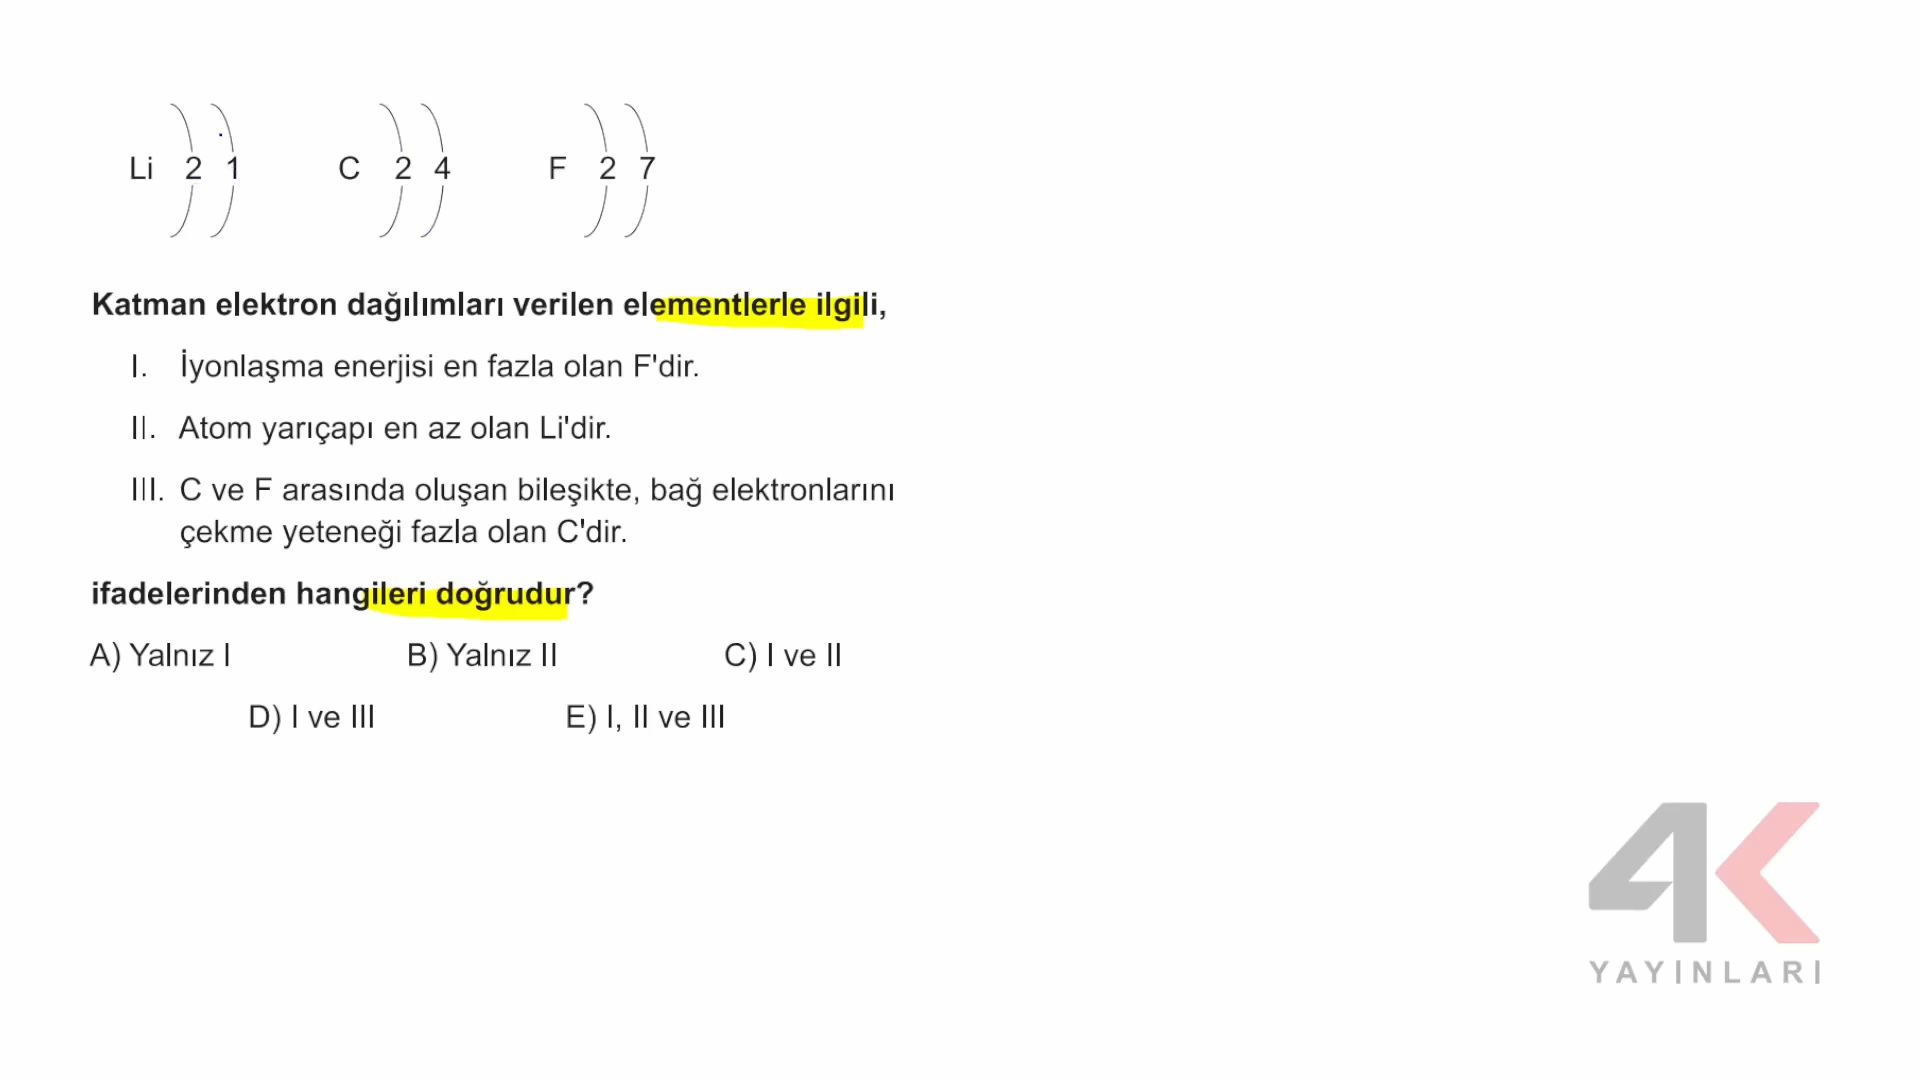 Li 2 1 C 2 4 F 2 7
Katman elektron dağılımları verilen elementlerle ilgili,
I. İyonlaşma enerjisi en fazla olan F'dir.
II. Atom yarıçapı en az olan Li'dir.
III. C ve F arasında oluşan bileşikte, bağ elektronlarını
çekme yeteneği fazla olan C'dir.
ifadelerinden hangileri doğrudur?
A) Yalnız I B) Yalnız II C) I ve II
D) I ve III E) I, II ve III
4K
YAYINLARI